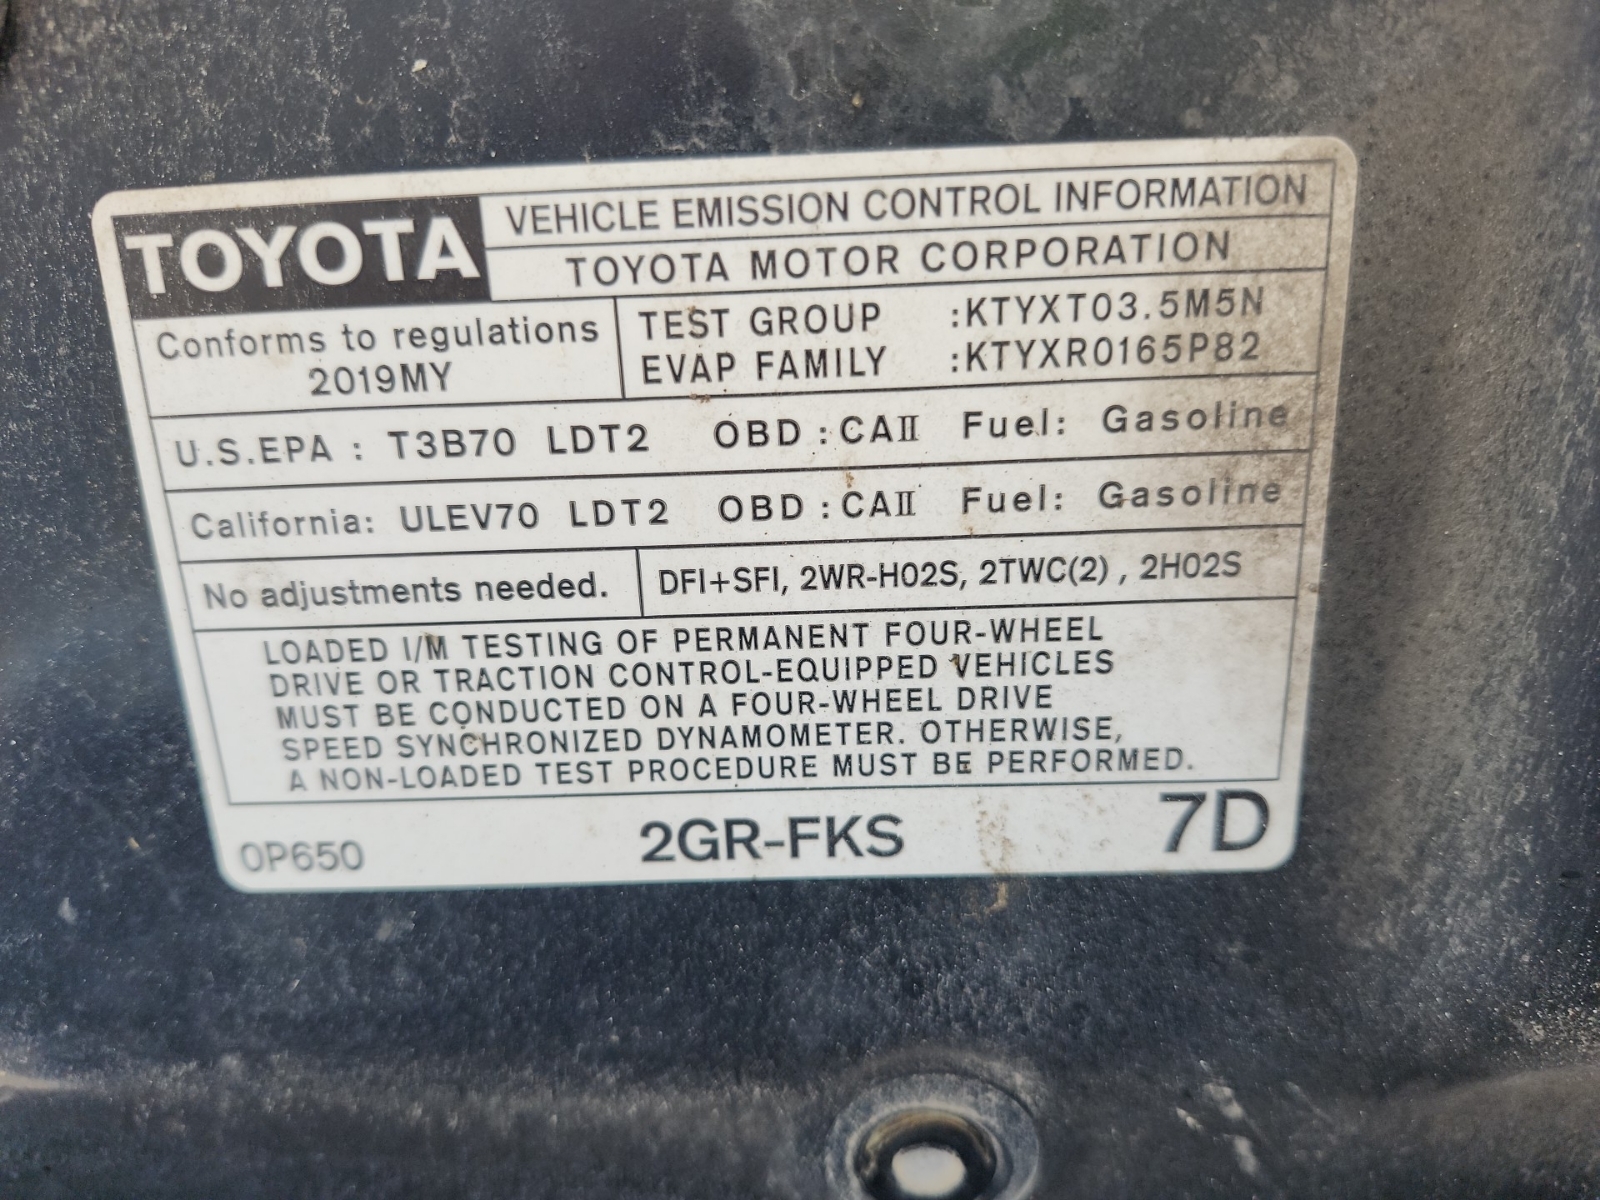 TOYOTA
VEHICLE EMISSION CONTROL INFORMATION
TOYOTA MOTOR CORPORATION
Conforms to regulations
2019MY
TEST GROUP :KTYXT03.5M5N
EVAP FAMILY :KTYXR0165P82
U.S.EPA : T3B70 LDT2 OBD : CAⅡ Fuel: Gasoline
California: ULEV70 LDT2 OBD : CAⅡ Fuel: Gasoline
No adjustments needed.
DFI+SFI, 2WR-HO2S, 2TWC(2) , 2HO2S
LOADED I/M TESTING OF PERMANENT FOUR-WHEEL
DRIVE OR TRACTION CONTROL-EQUIPPED VEHICLES
MUST BE CONDUCTED ON A FOUR-WHEEL DRIVE
SPEED SYNCHRONIZED DYNAMOMETER. OTHERWISE,
A NON-LOADED TEST PROCEDURE MUST BE PERFORMED.
0P650 2GR-FKS 7D